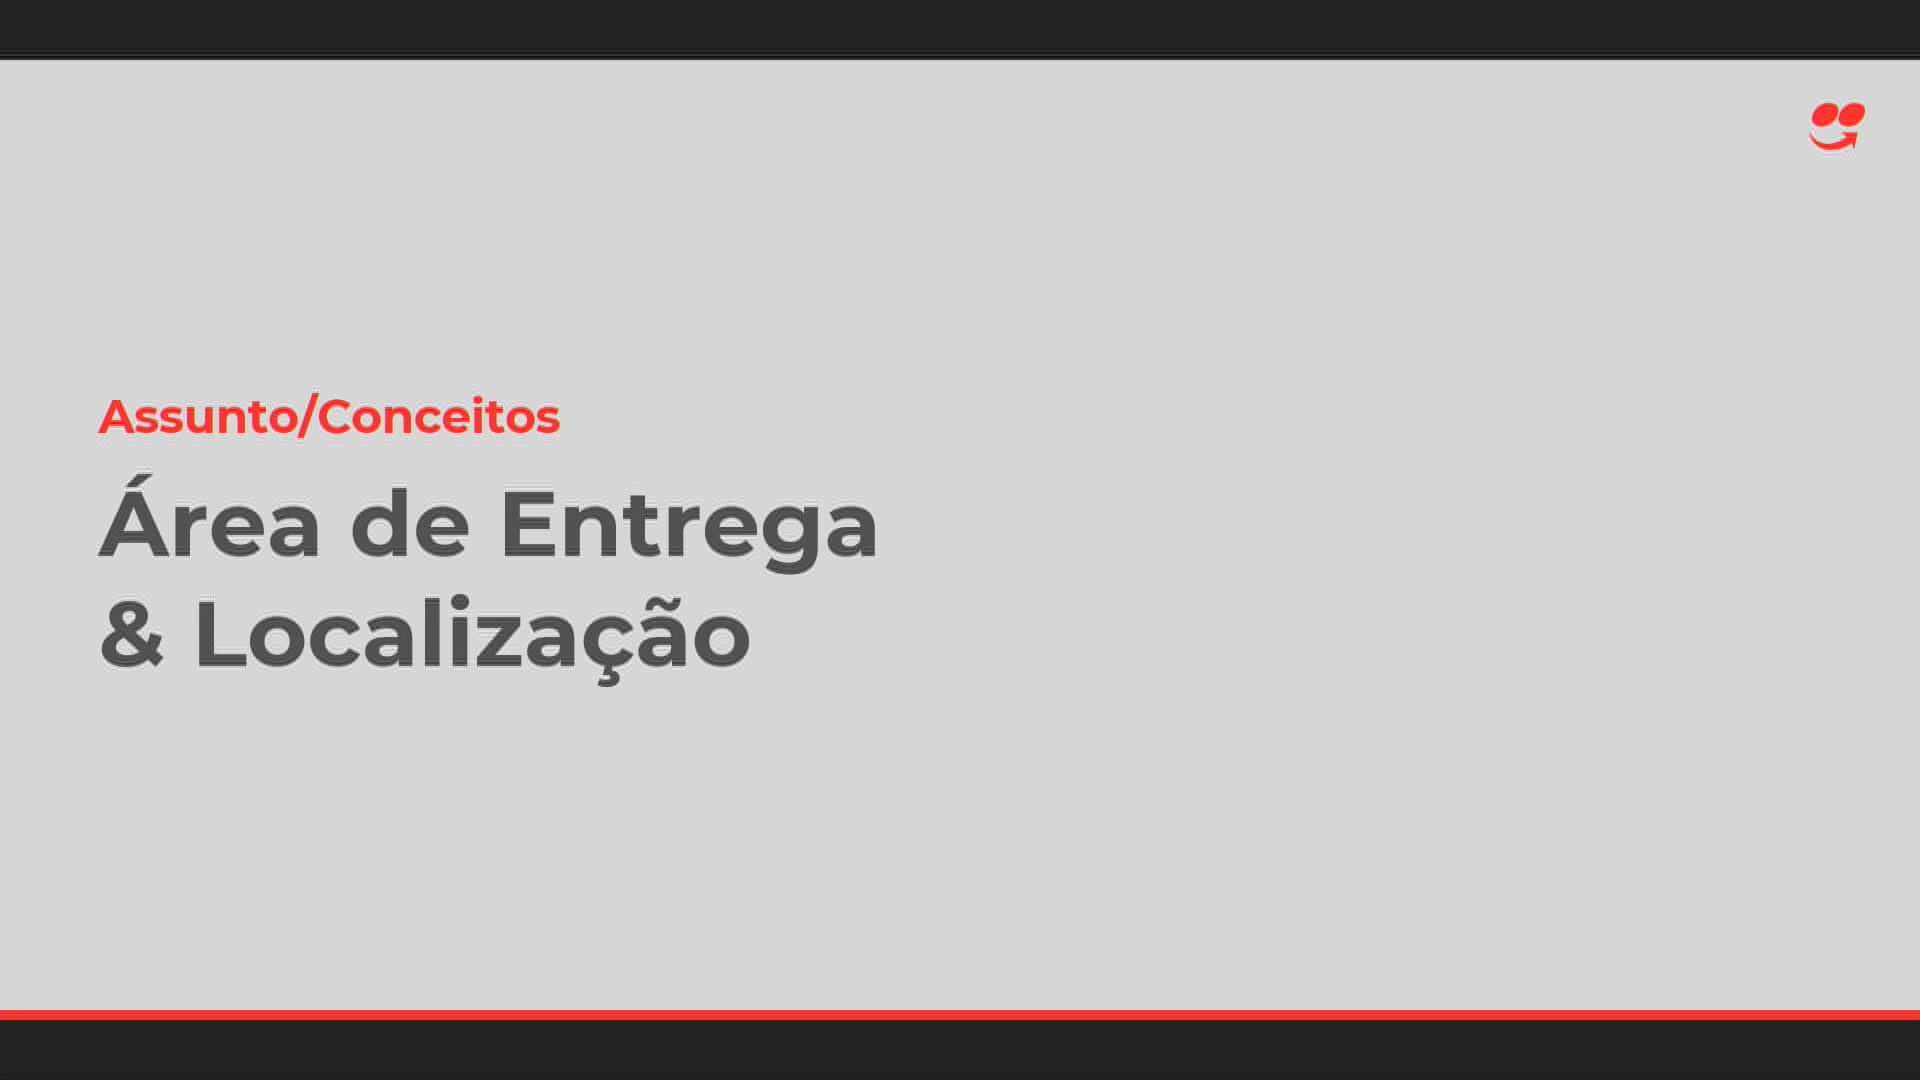 Assunto/Conceitos
Área de Entrega
& Localização